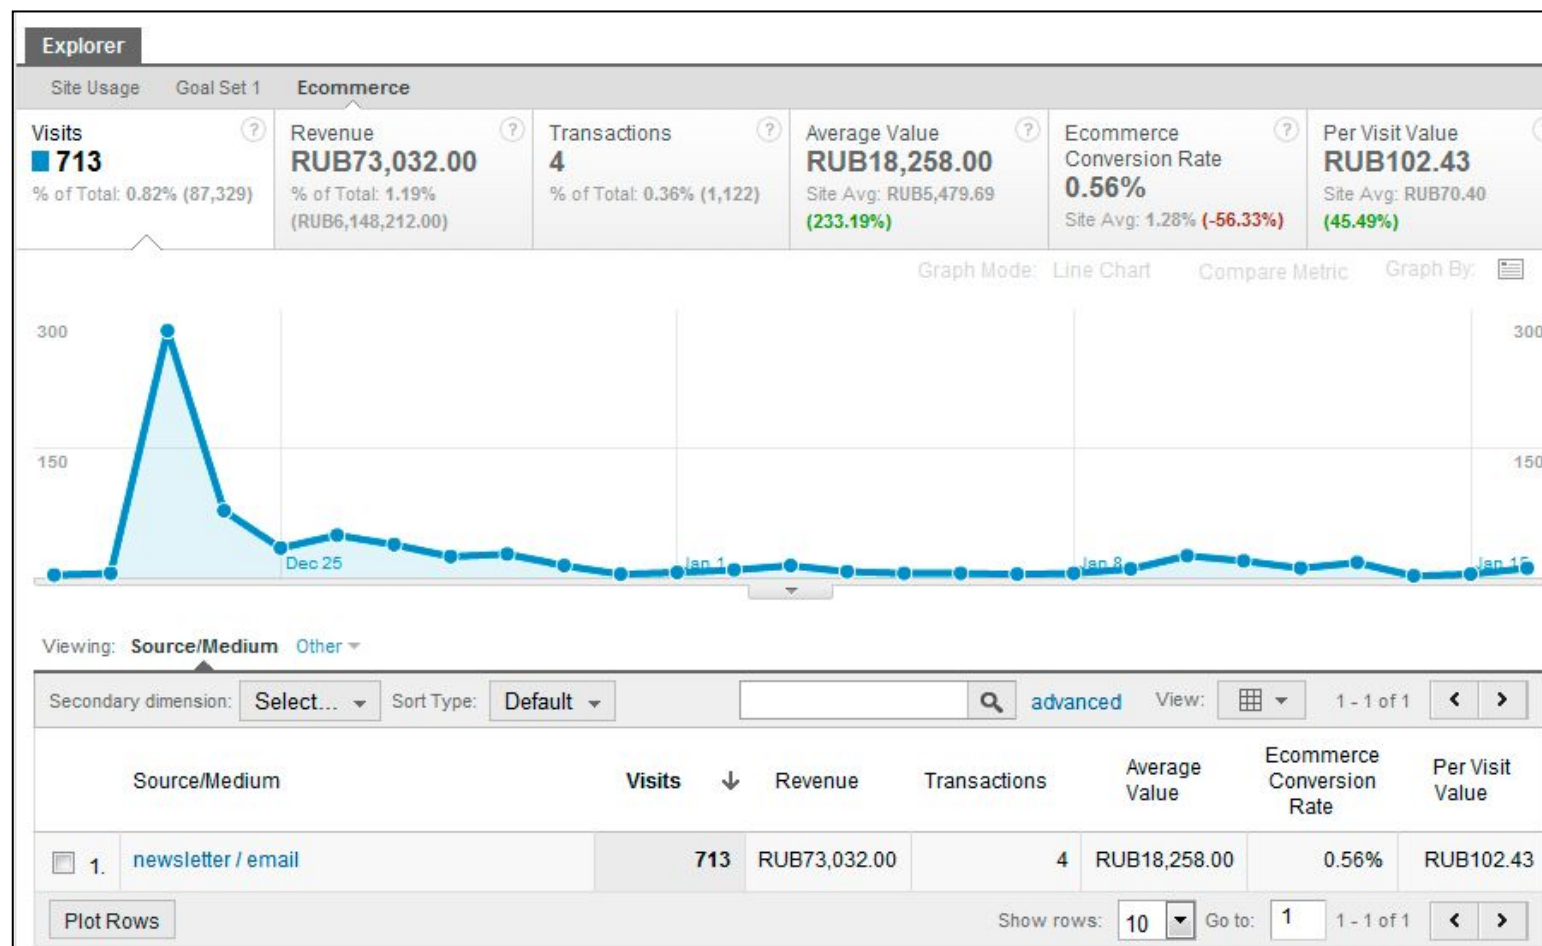 Explorer
Site Usage Goal Set 1 Ecommerce
Visits
713
% of Total: 0.82% (87,329)
Revenue
RUB73,032.00
% of Total: 1.19%
(RUB6,148,212.00)
Transactions
4
% of Total: 0.36% (1,122)
Average Value
RUB18,258.00
Site Avg: RUB5,479.69
(233.19%)
Ecommerce
Conversion Rate
0.56%
Site Avg: 1.28% (-56.33%)
Per Visit Value
RUB102.43
Site Avg: RUB70.40
(45.49%)
Graph Mode: Line Chart Compare Metric Graph By:
300 300
150 150
Dec 25 Jan 1 Jan 8 Jan 15
Viewing: Source/Medium Other
Secondary dimension: Select... Sort Type: Default advanced View: 1 - 1 of 1
Source/Medium Visits Revenue Transactions Average Value Ecommerce Conversion Rate Per Visit Value
1. newsletter / email 713 RUB73,032.00 4 RUB18,258.00 0.56% RUB102.43
Plot Rows Show rows: 10 Go to: 1 1 - 1 of 1